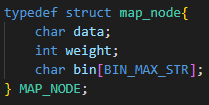 typedef struct map_node{
    char data;
    int weight;
    char bin[BIN_MAX_STR];
} MAP_NODE;